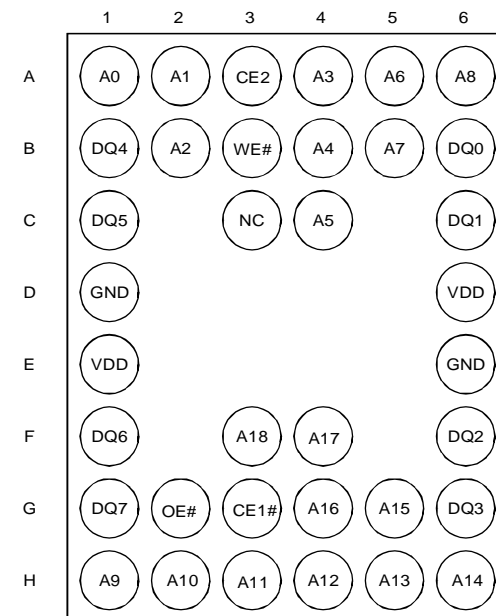 1 2 3 4 5 6
A A0 A1 CE2 A3 A6 A8
B DQ4 A2 WE# A4 A7 DQ0
C DQ5 NC A5 DQ1
D GND VDD
E VDD GND
F DQ6 A18 A17 DQ2
G DQ7 OE# CE1# A16 A15 DQ3
H A9 A10 A11 A12 A13 A14